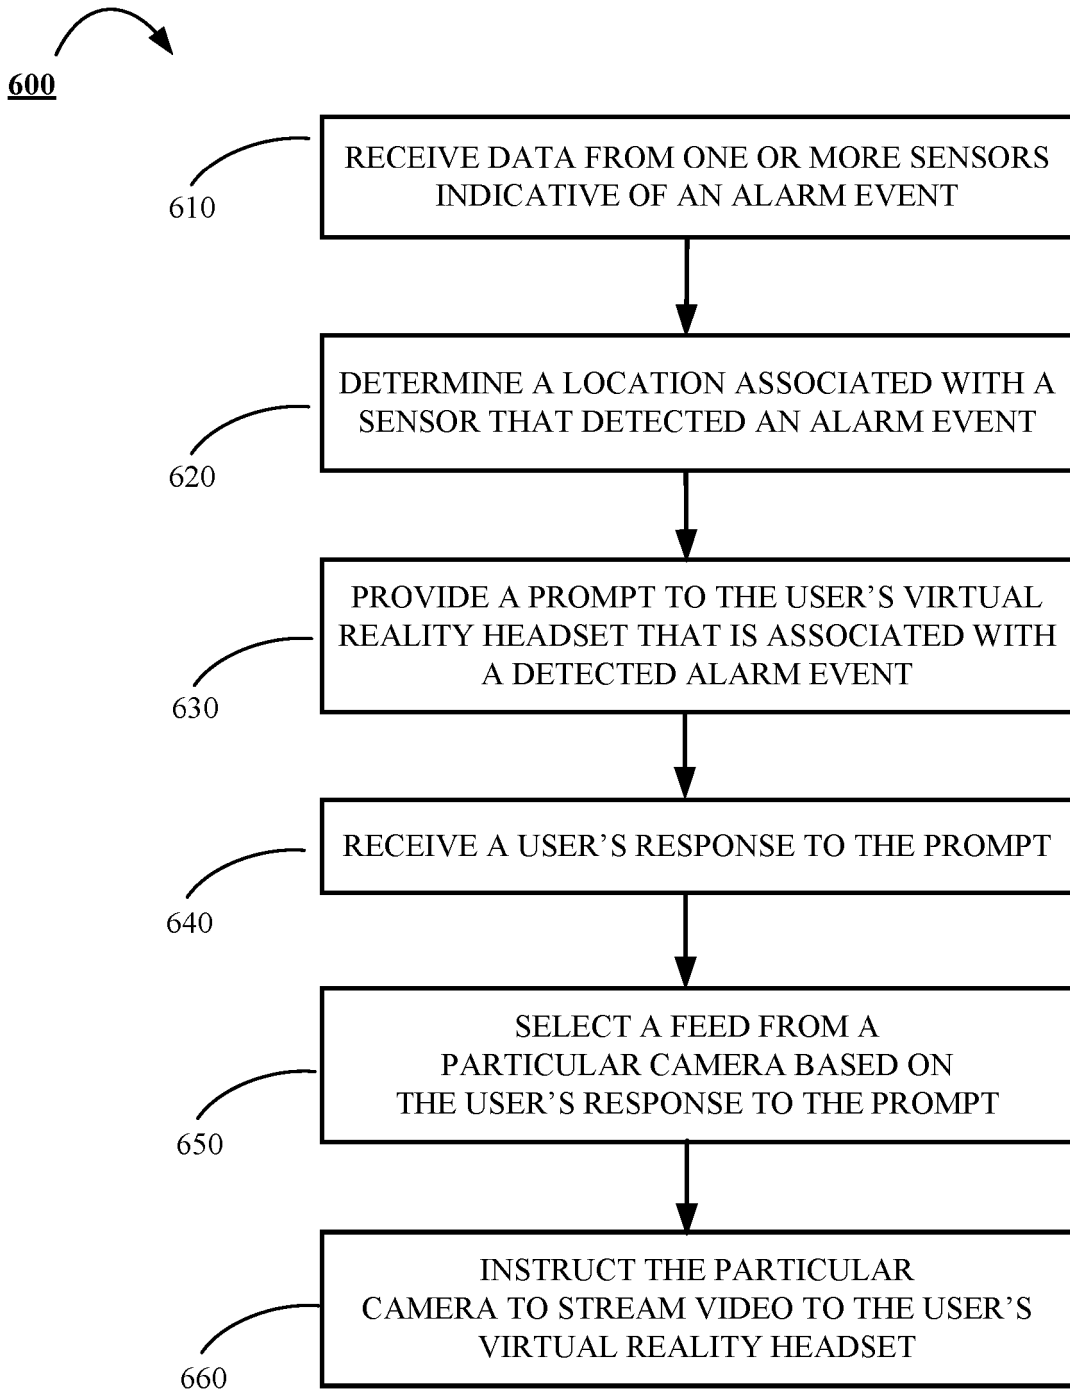 600
610
RECEIVE DATA FROM ONE OR MORE SENSORS
INDICATIVE OF AN ALARM EVENT
620
DETERMINE A LOCATION ASSOCIATED WITH A
SENSOR THAT DETECTED AN ALARM EVENT
630
PROVIDE A PROMPT TO THE USER’S VIRTUAL
REALITY HEADSET THAT IS ASSOCIATED WITH
A DETECTED ALARM EVENT
640
RECEIVE A USER’S RESPONSE TO THE PROMPT
650
SELECT A FEED FROM A
PARTICULAR CAMERA BASED ON
THE USER’S RESPONSE TO THE PROMPT
660
INSTRUCT THE PARTICULAR
CAMERA TO STREAM VIDEO TO THE USER’S
VIRTUAL REALITY HEADSET